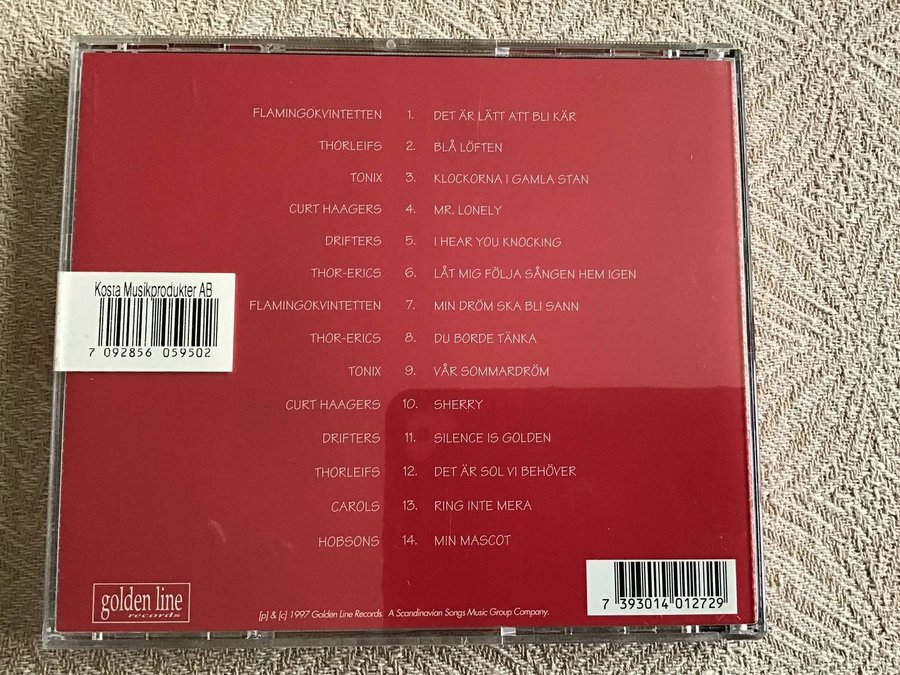 FLAMINGOKVINTETTEN 1. DET ÄR LÄTT ATT BLI KÄR
THORLEIFS 2. BLÅ LÖFTEN
TONIX 3. KLOCKORNA I GAMLA STAN
CURT HAAGERS 4. MR. LONELY
DRIFTERS 5. I HEAR YOU KNOCKING
THOR-ERICS 6. LÅT MIG FÖLJA SÅNGEN HEM IGEN
FLAMINGOKVINTETTEN 7. MIN DRÖM SKA BLI SANN
THOR-ERICS 8. DU BORDE TÄNKA
TONIX 9. VÅR SOMMARDRÖM
CURT HAAGERS 10. SHERRY
DRIFTERS 11. SILENCE IS GOLDEN
THORLEIFS 12. DET ÄR SOL VI BEHÖVER
CAROLS 13. RING INTE MERA
HOBSONS 14. MIN MASCOT
Kosta Musikprodukter AB
7 092856 059502
golden line
records
[p] & [c] 1997 Golden Line Records. A Scandinavian Songs Music Group Company.
7 393014 012729